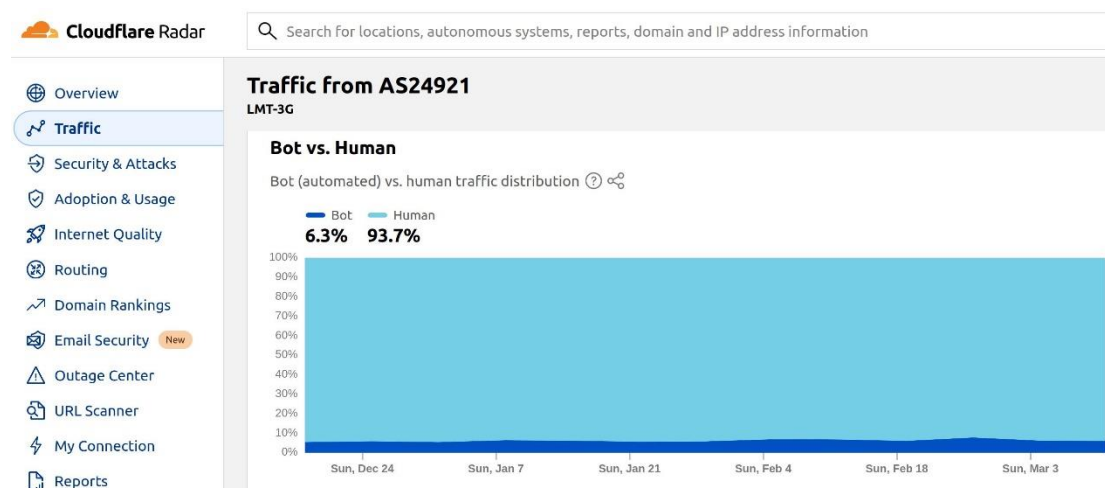 Cloudflare Radar
Search for locations, autonomous systems, reports, domain and IP address information
Overview
Traffic
Security & Attacks
Adoption & Usage
Internet Quality
Routing
Domain Rankings
Email Security New
Outage Center
URL Scanner
My Connection
Reports
Traffic from AS24921
LMT-3G
Bot vs. Human
Bot (automated) vs. human traffic distribution ?
Bot Human
6.3% 93.7%
100%
90%
80%
70%
60%
50%
40%
30%
20%
10%
0%
Sun, Dec 24 Sun, Jan 7 Sun, Jan 21 Sun, Feb 4 Sun, Feb 18 Sun, Mar 3